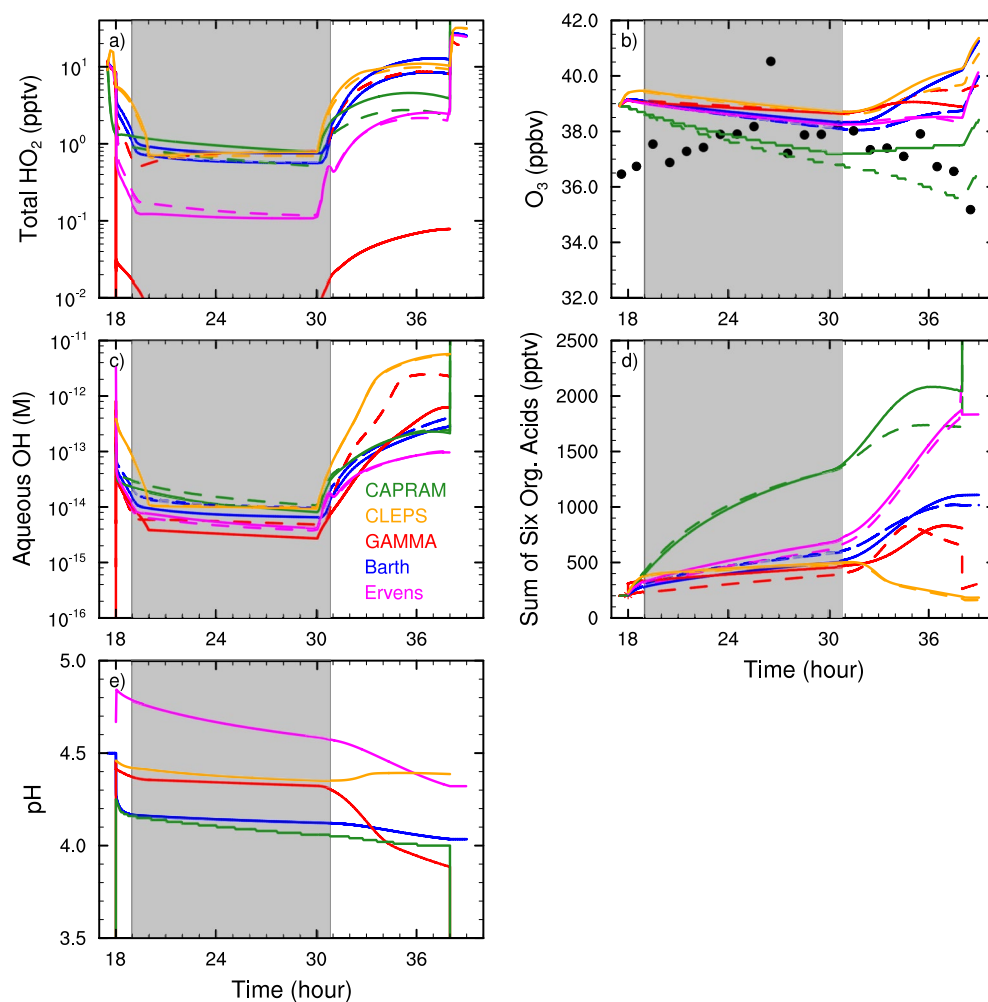 a)
Total HO2 (pptv)
10^1
10^0
10^-1
10^-2
18 24 30 36
b)
O3 (ppbv)
42.0
40.0
38.0
36.0
34.0
32.0
18 24 30 36
c)
Aqueous OH (M)
10^-11
10^-12
10^-13
10^-14
10^-15
10^-16
CAPRAM
CLEPS
GAMMA
Barth
Ervens
18 24 30 36
d)
Sum of Six Org. Acids (pptv)
2500
2000
1500
1000
500
0
18 24 30 36
Time (hour)
e)
pH
5.0
4.5
4.0
3.5
18 24 30 36
Time (hour)